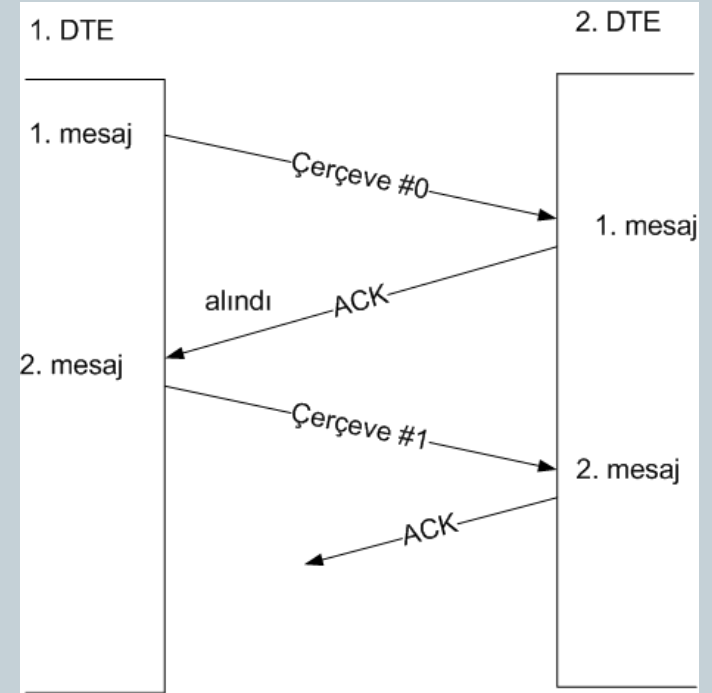 1. DTE
2. DTE
1. mesaj
Çerçeve #0
1. mesaj
alındı
ACK
2. mesaj
Çerçeve #1
2. mesaj
ACK